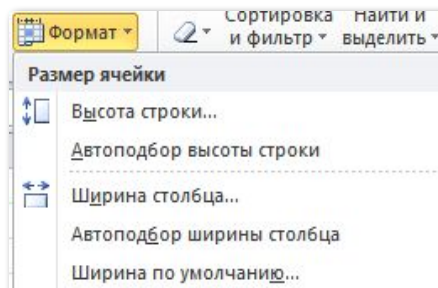 Формат
Сортировка и фильтр
Найти и выделить
Размер ячейки
Высота строки...
Автоподбор высоты строки
Ширина столбца...
Автоподбор ширины столбца
Ширина по умолчанию...